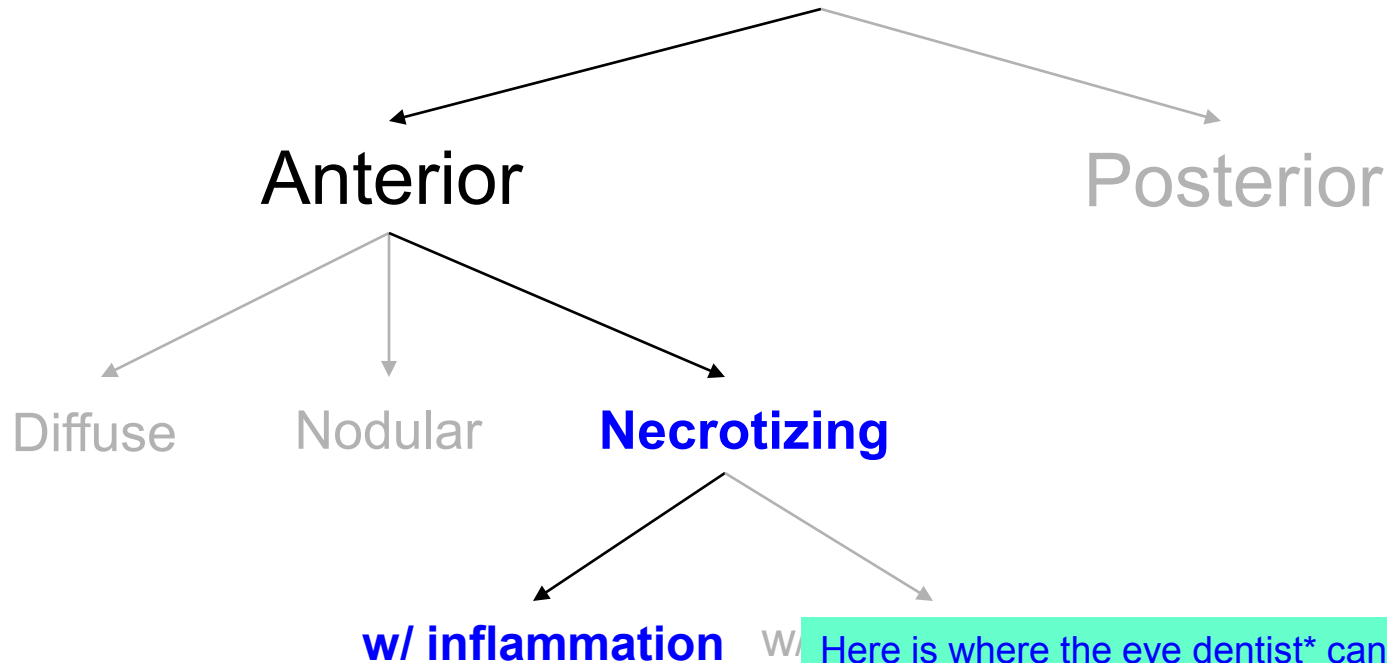 Anterior
Posterior
Diffuse
Nodular
Necrotizing
w/ inflammation
w/
Here is where the eye dentist* can